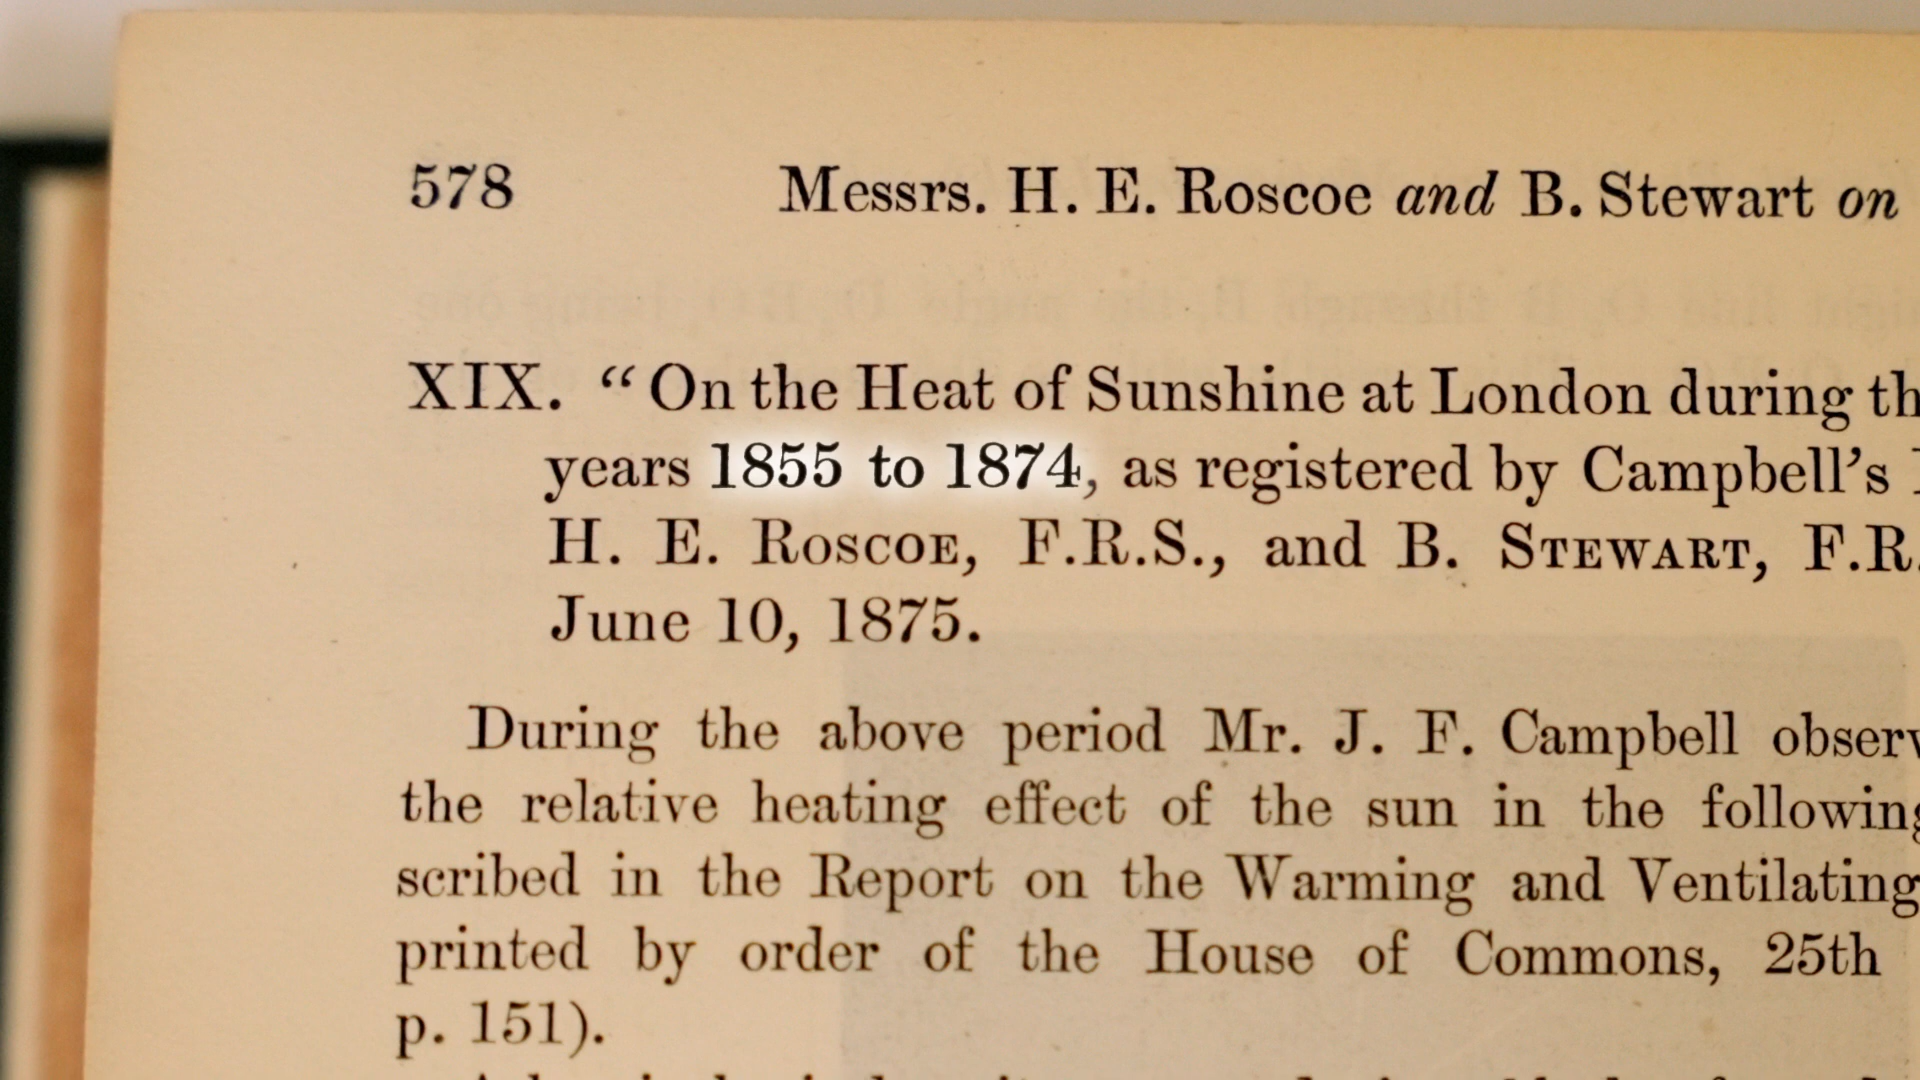 578 Messrs. H. E. Roscoe and B. Stewart on
XIX. “On the Heat of Sunshine at London during
years 1855 to 1874, as registered by Campbell’s
H. E. Roscoe, F.R.S., and B. Stewart, F.R.
June 10, 1875.
During the above period Mr. J. F. Campbell
the relative heating effect of the sun in the following
scribed in the Report on the Warming and Ventilating
printed by order of the House of Commons, 25th
p. 151).